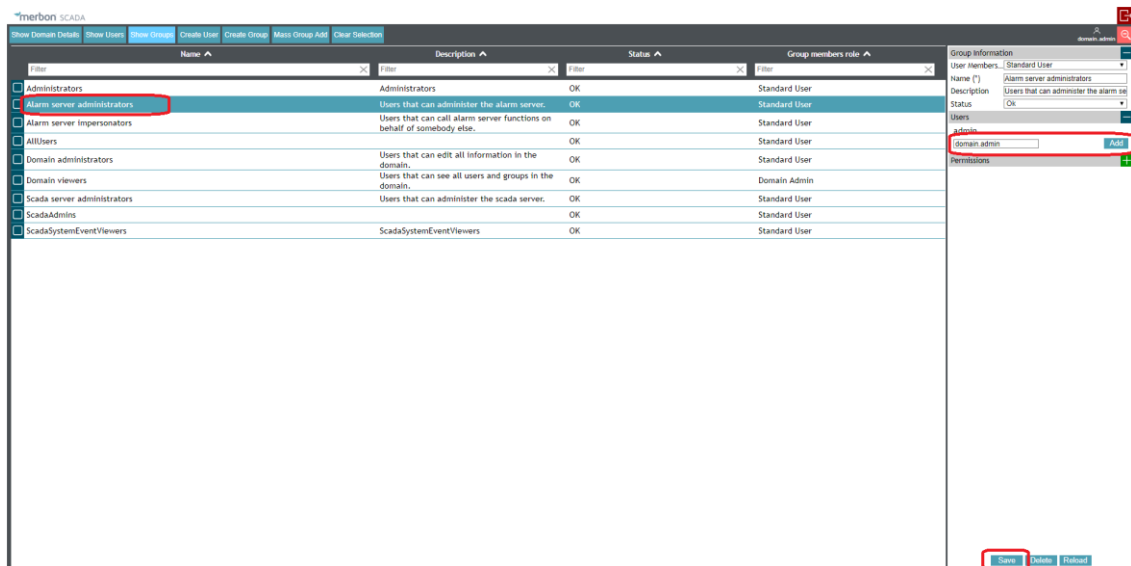 merbon SCADA
Show Domain Details Show Users Show Groups Create User Create Group Mass Group Add Clear Selection
domain.admin
Name Description Status Group members role
Filter Filter Filter Filter
Administrators Administrators OK Standard User
Alarm server administrators Users that can administer the alarm server. OK Standard User
Alarm server impersonators Users that can call alarm server functions on behalf of somebody else. OK Standard User
AllUsers OK Standard User
Domain administrators Users that can edit all information in the domain. OK Standard User
Domain viewers Users that can see all users and groups in the domain. OK Domain Admin
Scada server administrators Users that can administer the scada server. OK Standard User
ScadaAdmins OK Standard User
ScadaSystemEventViewers ScadaSystemEventViewers OK Standard User
Group Information
User Members... Standard User
Name (*) Alarm server administrators
Description Users that can administer the alarm se
Status Ok
Users
admin
domain.admin Add
Permissions
Save Delete Reload